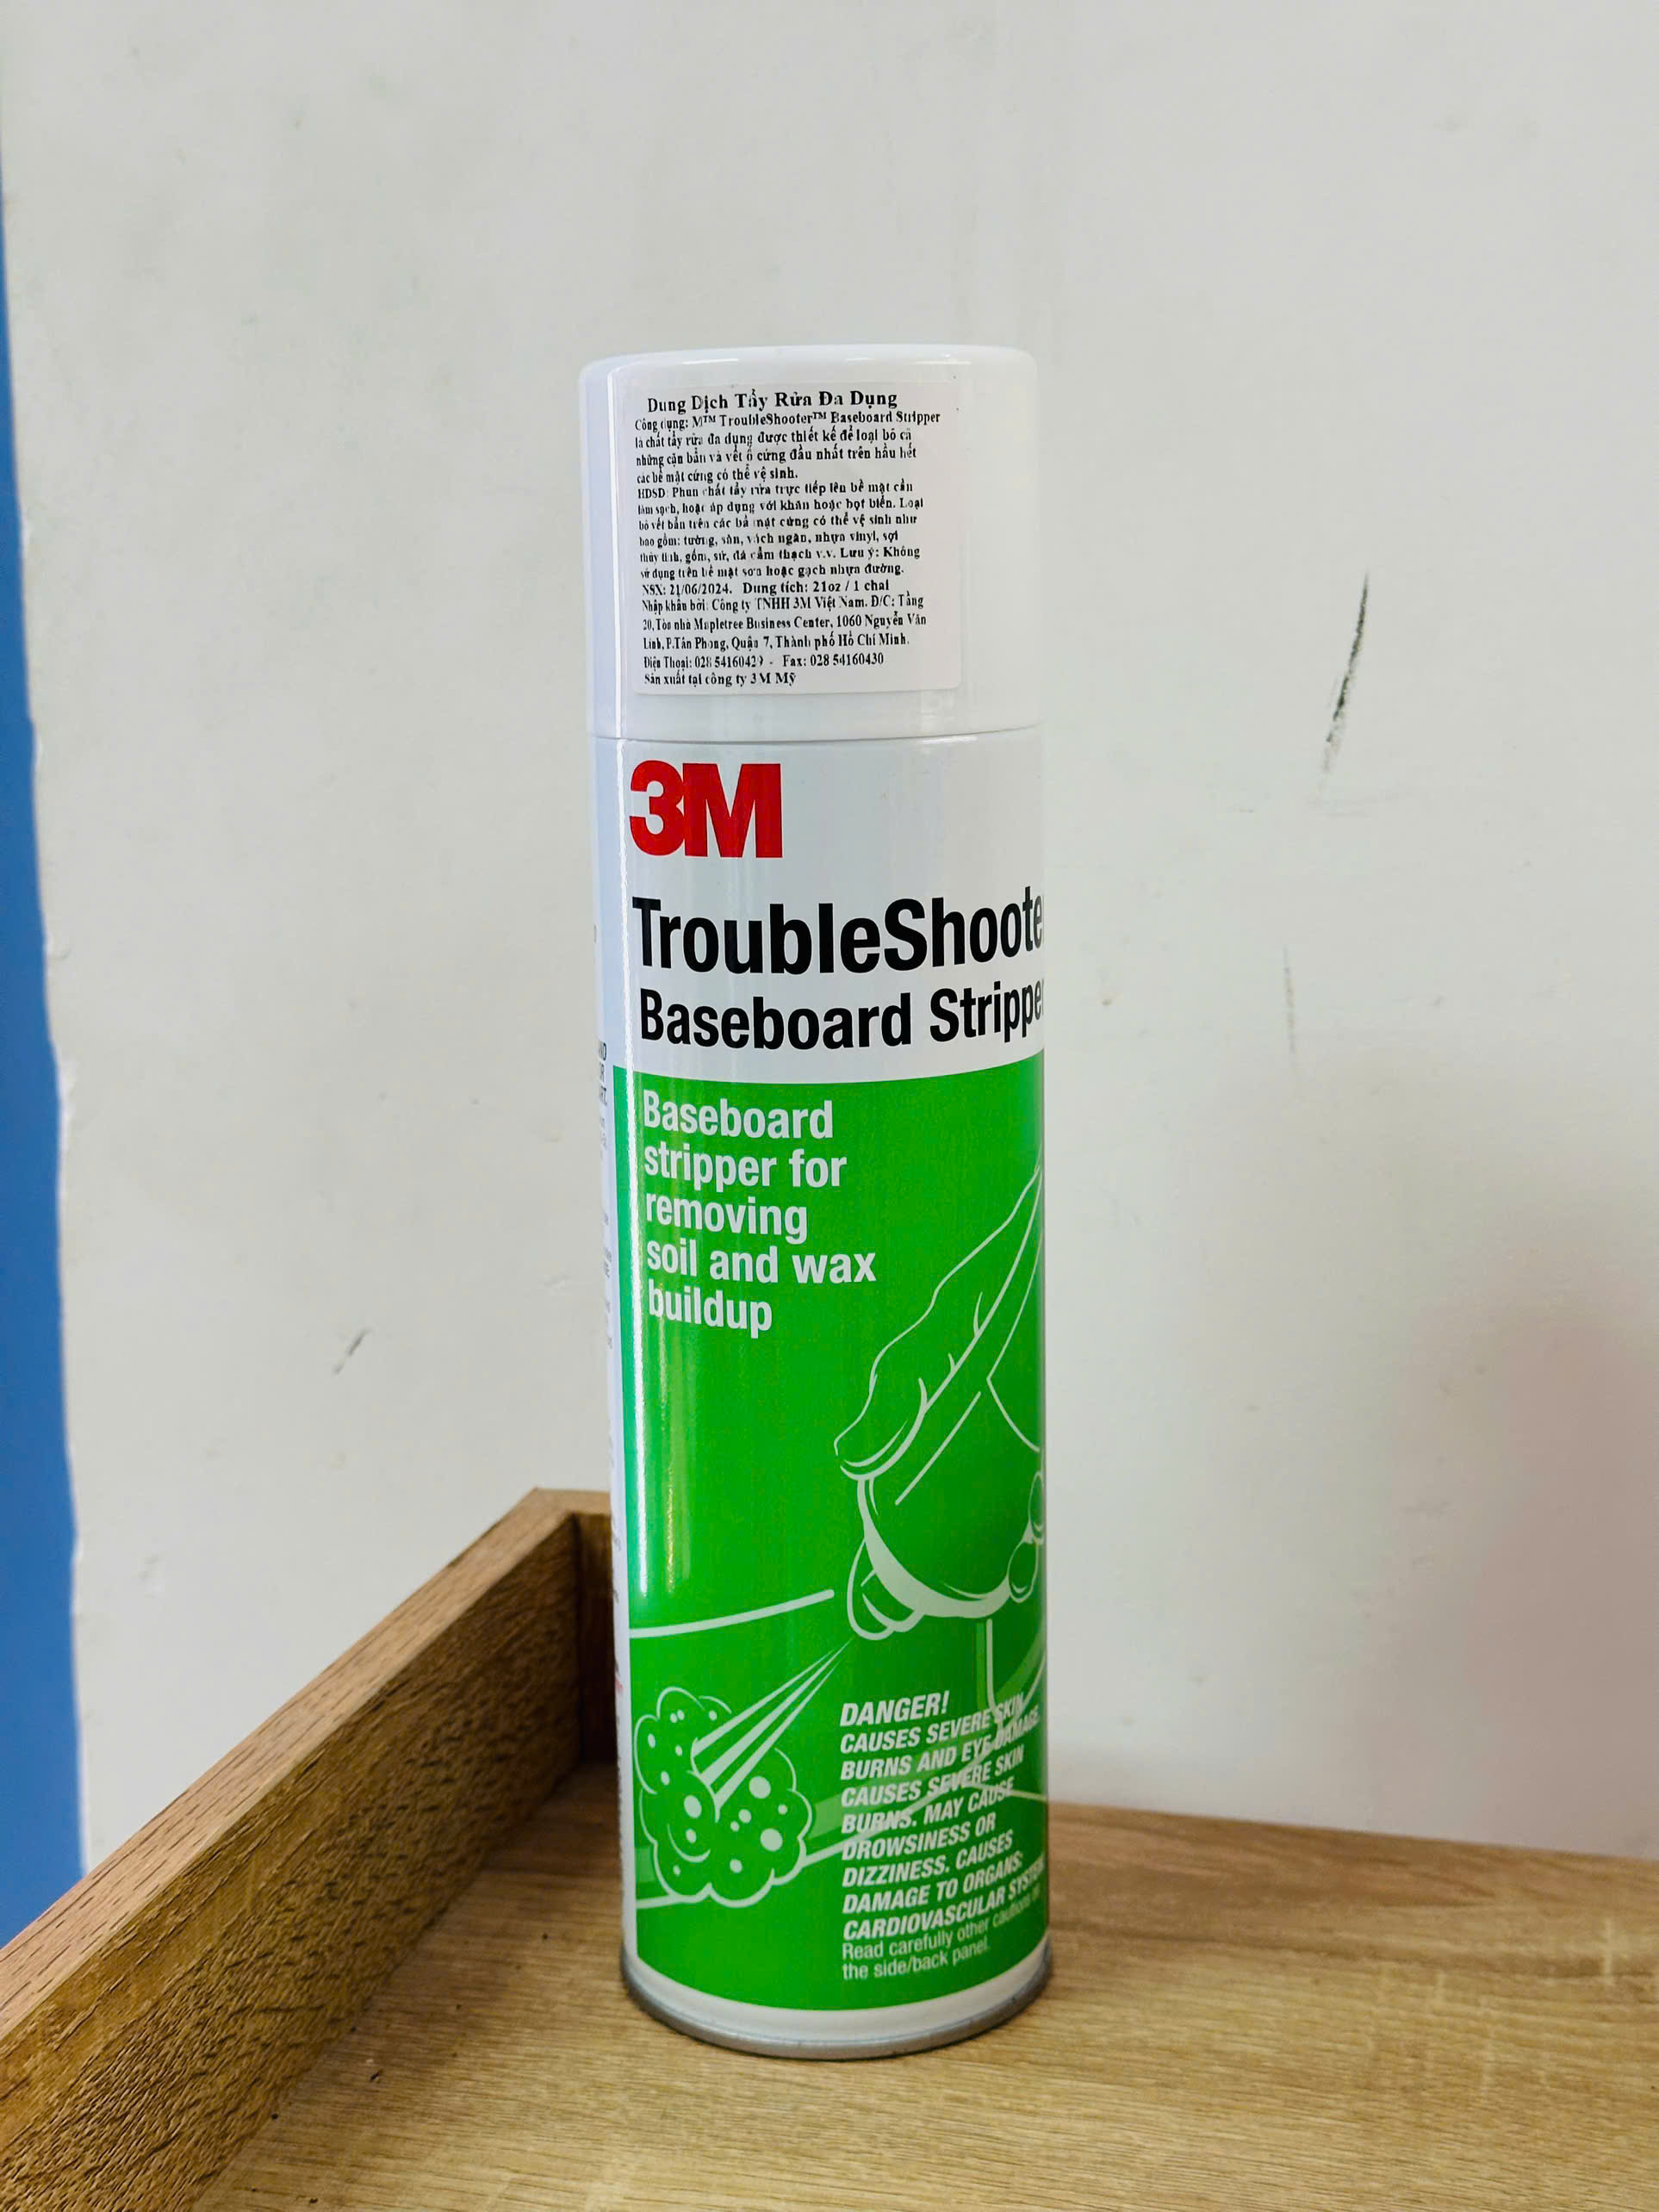 Dung Dịch Tẩy Rửa Đa Dụng
Công dụng: M™ TroubleShooter™ Baseboard Stripper
là chất tẩy rửa đa dụng được thiết kế để loại bỏ cả
những cặn bẩn và vết ố cứng đầu nhất trên hầu hết
các bề mặt cứng có thể vệ sinh.
HDSD: Phun chất tẩy rửa trực tiếp lên bề mặt cần
làm sạch, hoặc áp dụng với khăn hoặc bọt biển. Loại
bỏ vết bẩn trên các bề mặt cứng có thể vệ sinh như
bao gồm: tường, sàn, vách ngăn, nhựa vinyl, sợi
thủy tinh, gốm, sứ, đá cẩm thạch v.v. Lưu ý: Không
sử dụng trên bề mặt sơn hoặc gạch nhựa đường.
NSX: 21/06/2024. Dung tích: 21oz / 1 chai
Nhập khẩu bởi: Công ty TNHH 3M Việt Nam. Đ/C: Tầng
20, Tòa nhà Mapletree Business Center, 1060 Nguyễn Văn
Linh, P.Tân Phong, Quận 7, Thành phố Hồ Chí Minh.
Điện Thoại: 028 5416042 - Fax: 028 54160430
Sản xuất tại công ty 3M Mỹ
3M
TroubleShoote
Baseboard Strippe
Baseboard
stripper for
removing
soil and wax
buildup
DANGER!
CAUSES SEVERE SKIN
BURNS AND EYE DAMAGE.
CAUSES SEVERE SKIN
BURNS. MAY CAUSE
DROWSINESS OR
DIZZINESS. CAUSES
DAMAGE TO ORGANS:
CARDIOVASCULAR SYSTEM
Read carefully other cautions
the side/back panel.